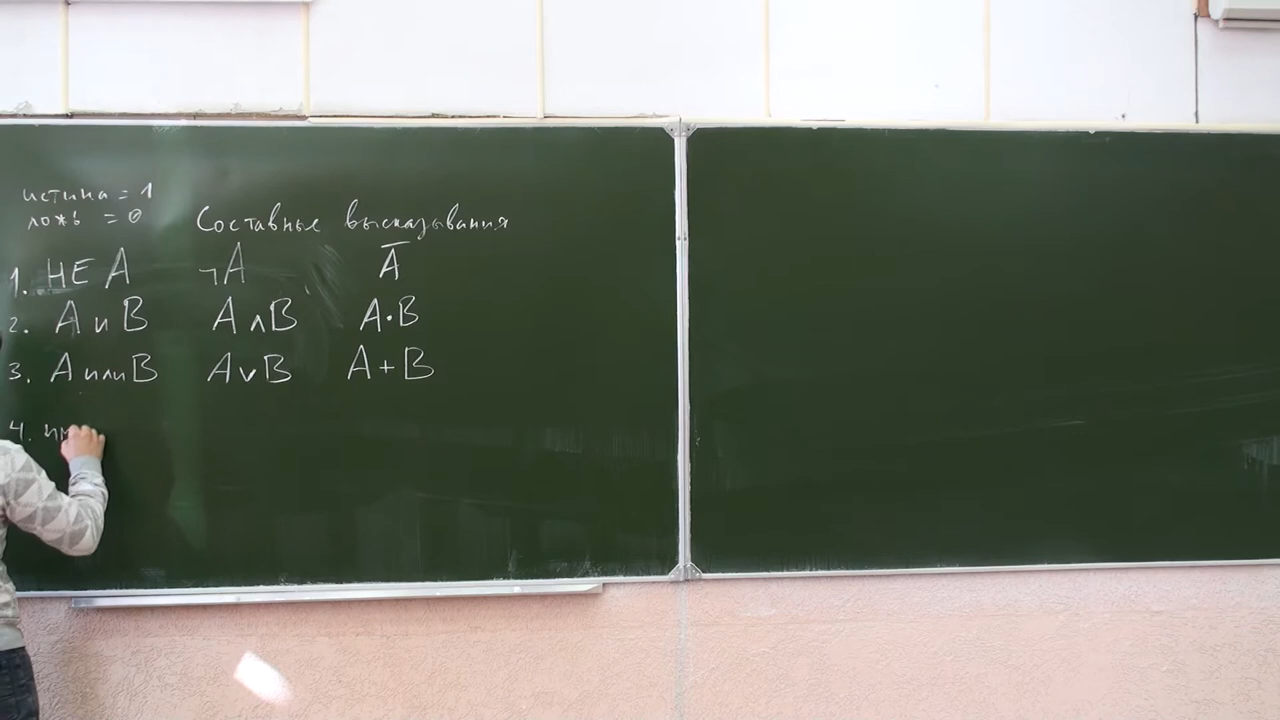 истина = 1
ложь = 0
Составные высказывания
1. НЕ А ¬А A̅
2. А и В А ∧ В А · В
3. А или В А ∨ В А + В
4.